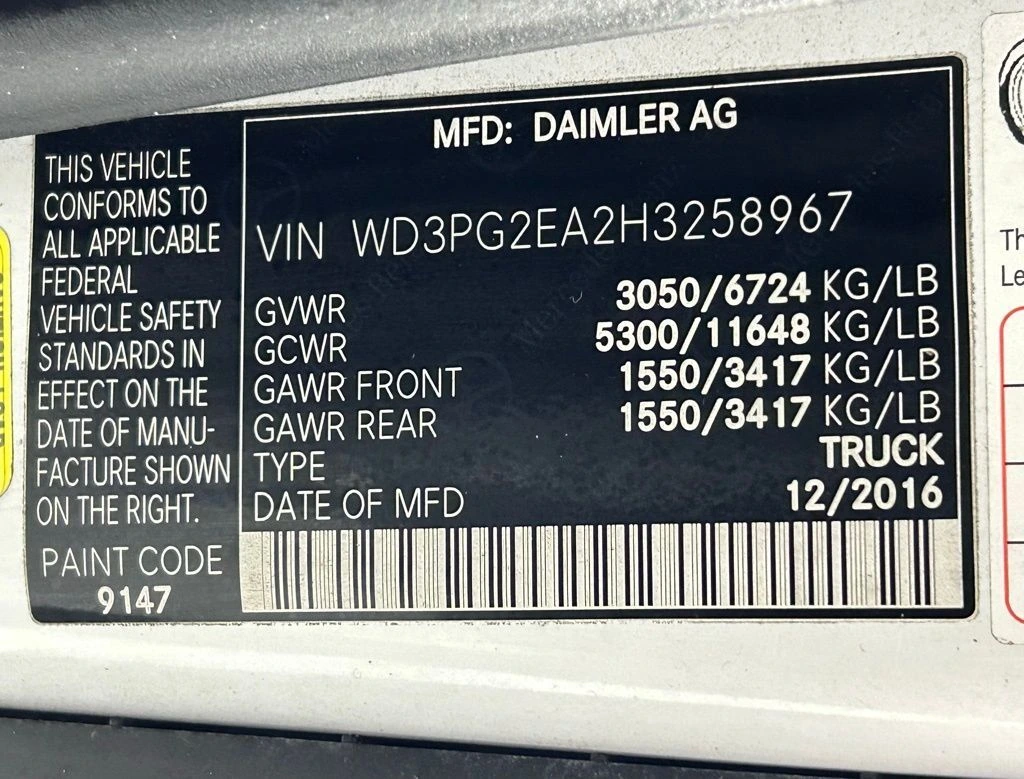 MFD: DAIMLER AG
THIS VEHICLE
CONFORMS TO
ALL APPLICABLE
FEDERAL
VEHICLE SAFETY
STANDARDS IN
EFFECT ON THE
DATE OF MANU-
FACTURE SHOWN
ON THE RIGHT.
PAINT CODE
9147
VIN WD3PG2EA2H3258967
GVWR 3050/6724 KG/LB
GCWR 5300/11648 KG/LB
GAWR FRONT 1550/3417 KG/LB
GAWR REAR 1550/3417 KG/LB
TYPE TRUCK
DATE OF MFD 12/2016
Th
Le